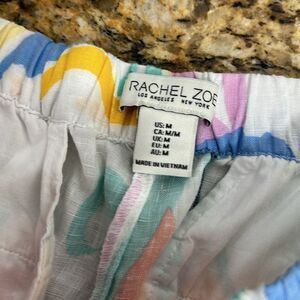 RACHEL ZOE
LOS ANGELES NEW YORK
US: M
CA: M/M
UK: M
EU: M
AU: M
MADE IN VIETNAM